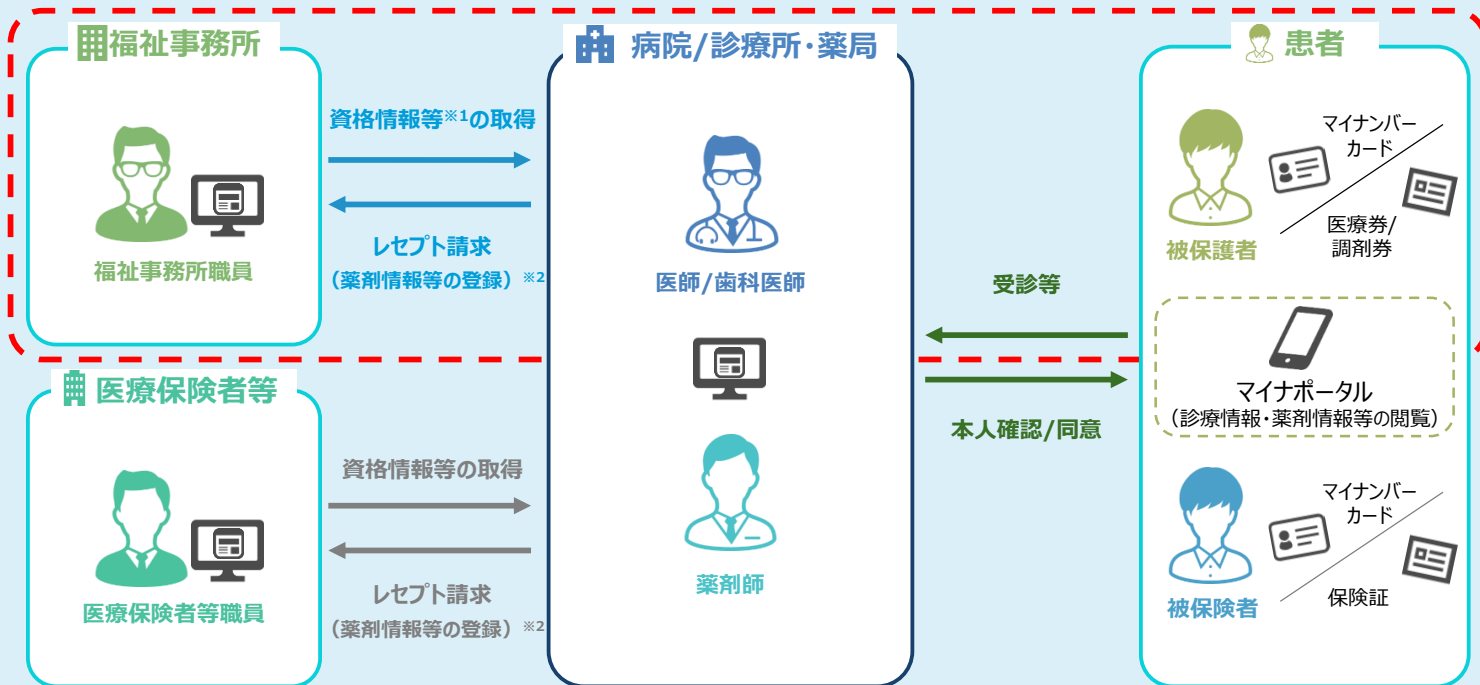 福祉事務所
資格情報等※1の取得
レセプト請求
(薬剤情報等の登録)※2
福祉事務所職員
病院/診療所・薬局
医師/歯科医師
薬剤師
患者
マイナンバー
カード
医療券/
調剤券
被保護者
受診等
本人確認/同意
マイナポータル
(診療情報・薬剤情報等の閲覧)
マイナンバー
カード
保険証
被保険者
医療保険者等
資格情報等の取得
レセプト請求
(薬剤情報等の登録)※2
医療保険者等職員